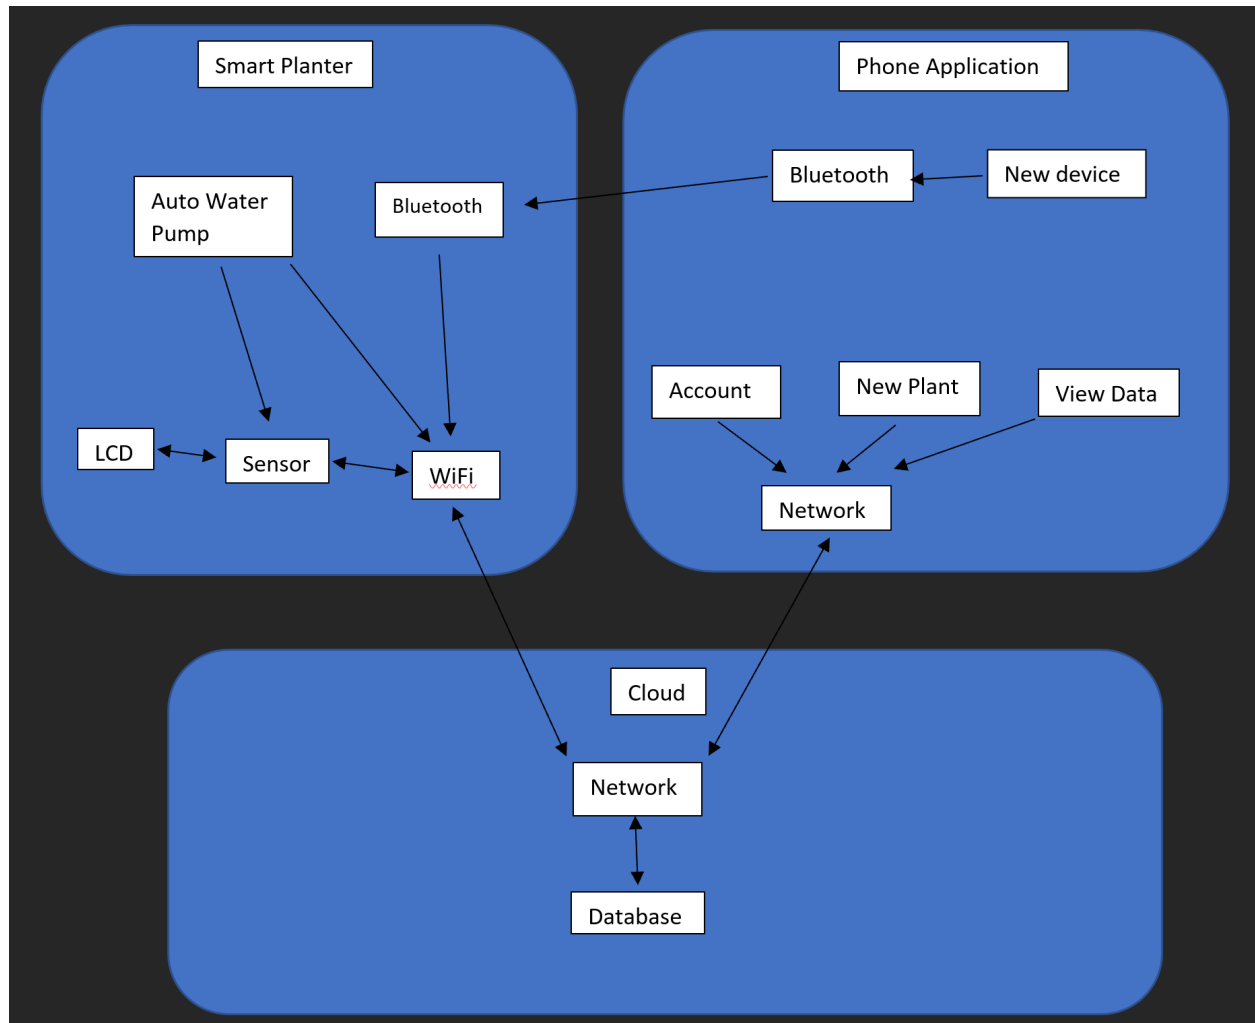 Smart Planter
Phone Application
Auto Water
Pump
Bluetooth
Bluetooth
New device
LCD
Sensor
WiFi
Account
New Plant
View Data
Network
Cloud
Network
Database